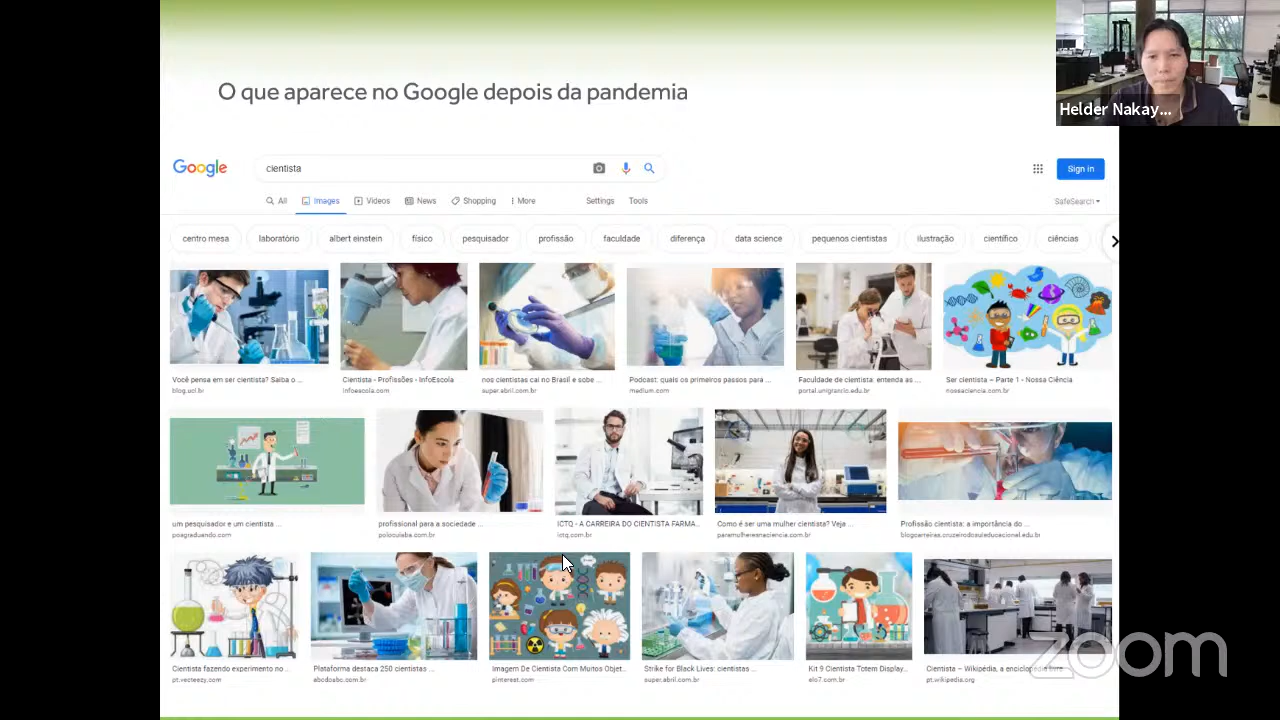 O que aparece no Google depois da pandemia
Helder Nakay...
Google
cientista
Sign in
All Images Videos News Shopping More Settings Tools
SafeSearch
centro mesa laboratório albert einstein físico pesquisador profissão faculdade diferença data science pequenos cientistas ilustração científico ciências
Você pensa em ser cientista? Saiba o ...
blog.ucl.br
Cientista - Profissões - InfoEscola
infoescola.com
nos cientistas cai no Brasil e sobe ...
super.abril.com.br
Podcast: quais os primeiros passos para ...
medium.com
Faculdade de cientista: entenda as ...
portal.unigranrio.edu.br
Ser cientista – Parte 1 - Nossa Ciência
nossaciencia.com.br
um pesquisador e um cientista ...
posgraduando.com
profissional para a sociedade ...
ICTQ - A CARREIRA DO CIENTISTA FARMA...
ictq.com.br
Como é ser uma mulher cientista? Veja ...
paramulheresnaciencia.com.br
Profissão cientista: a importância do ...
blogcarreiras.cruzeirodosuleducacional.edu.br
Cientista fazendo experimento no ...
pt.vecteezy.com
Plataforma destaca 250 cientistas ...
abcdoabc.com.br
Imagem De Cientista Com Muitos Objet...
pinterest.com
Strike for Black Lives: cientistas ...
super.abril.com.br
Kit 9 Cientista Totem Display...
elo7.com.br
Cientista – Wikipédia, a enciclopédia livre
pt.wikipedia.org
zoom